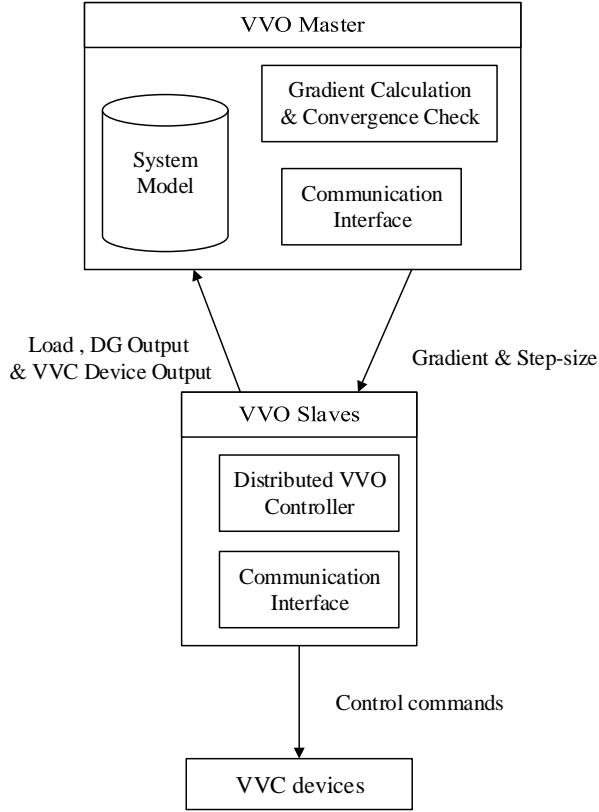 VVO Master
Gradient Calculation
& Convergence Check
System
Model
Communication
Interface
Load , DG Output
& VVC Device Output
Gradient & Step-size
VVO Slaves
Distributed VVO
Controller
Communication
Interface
Control commands
VVC devices